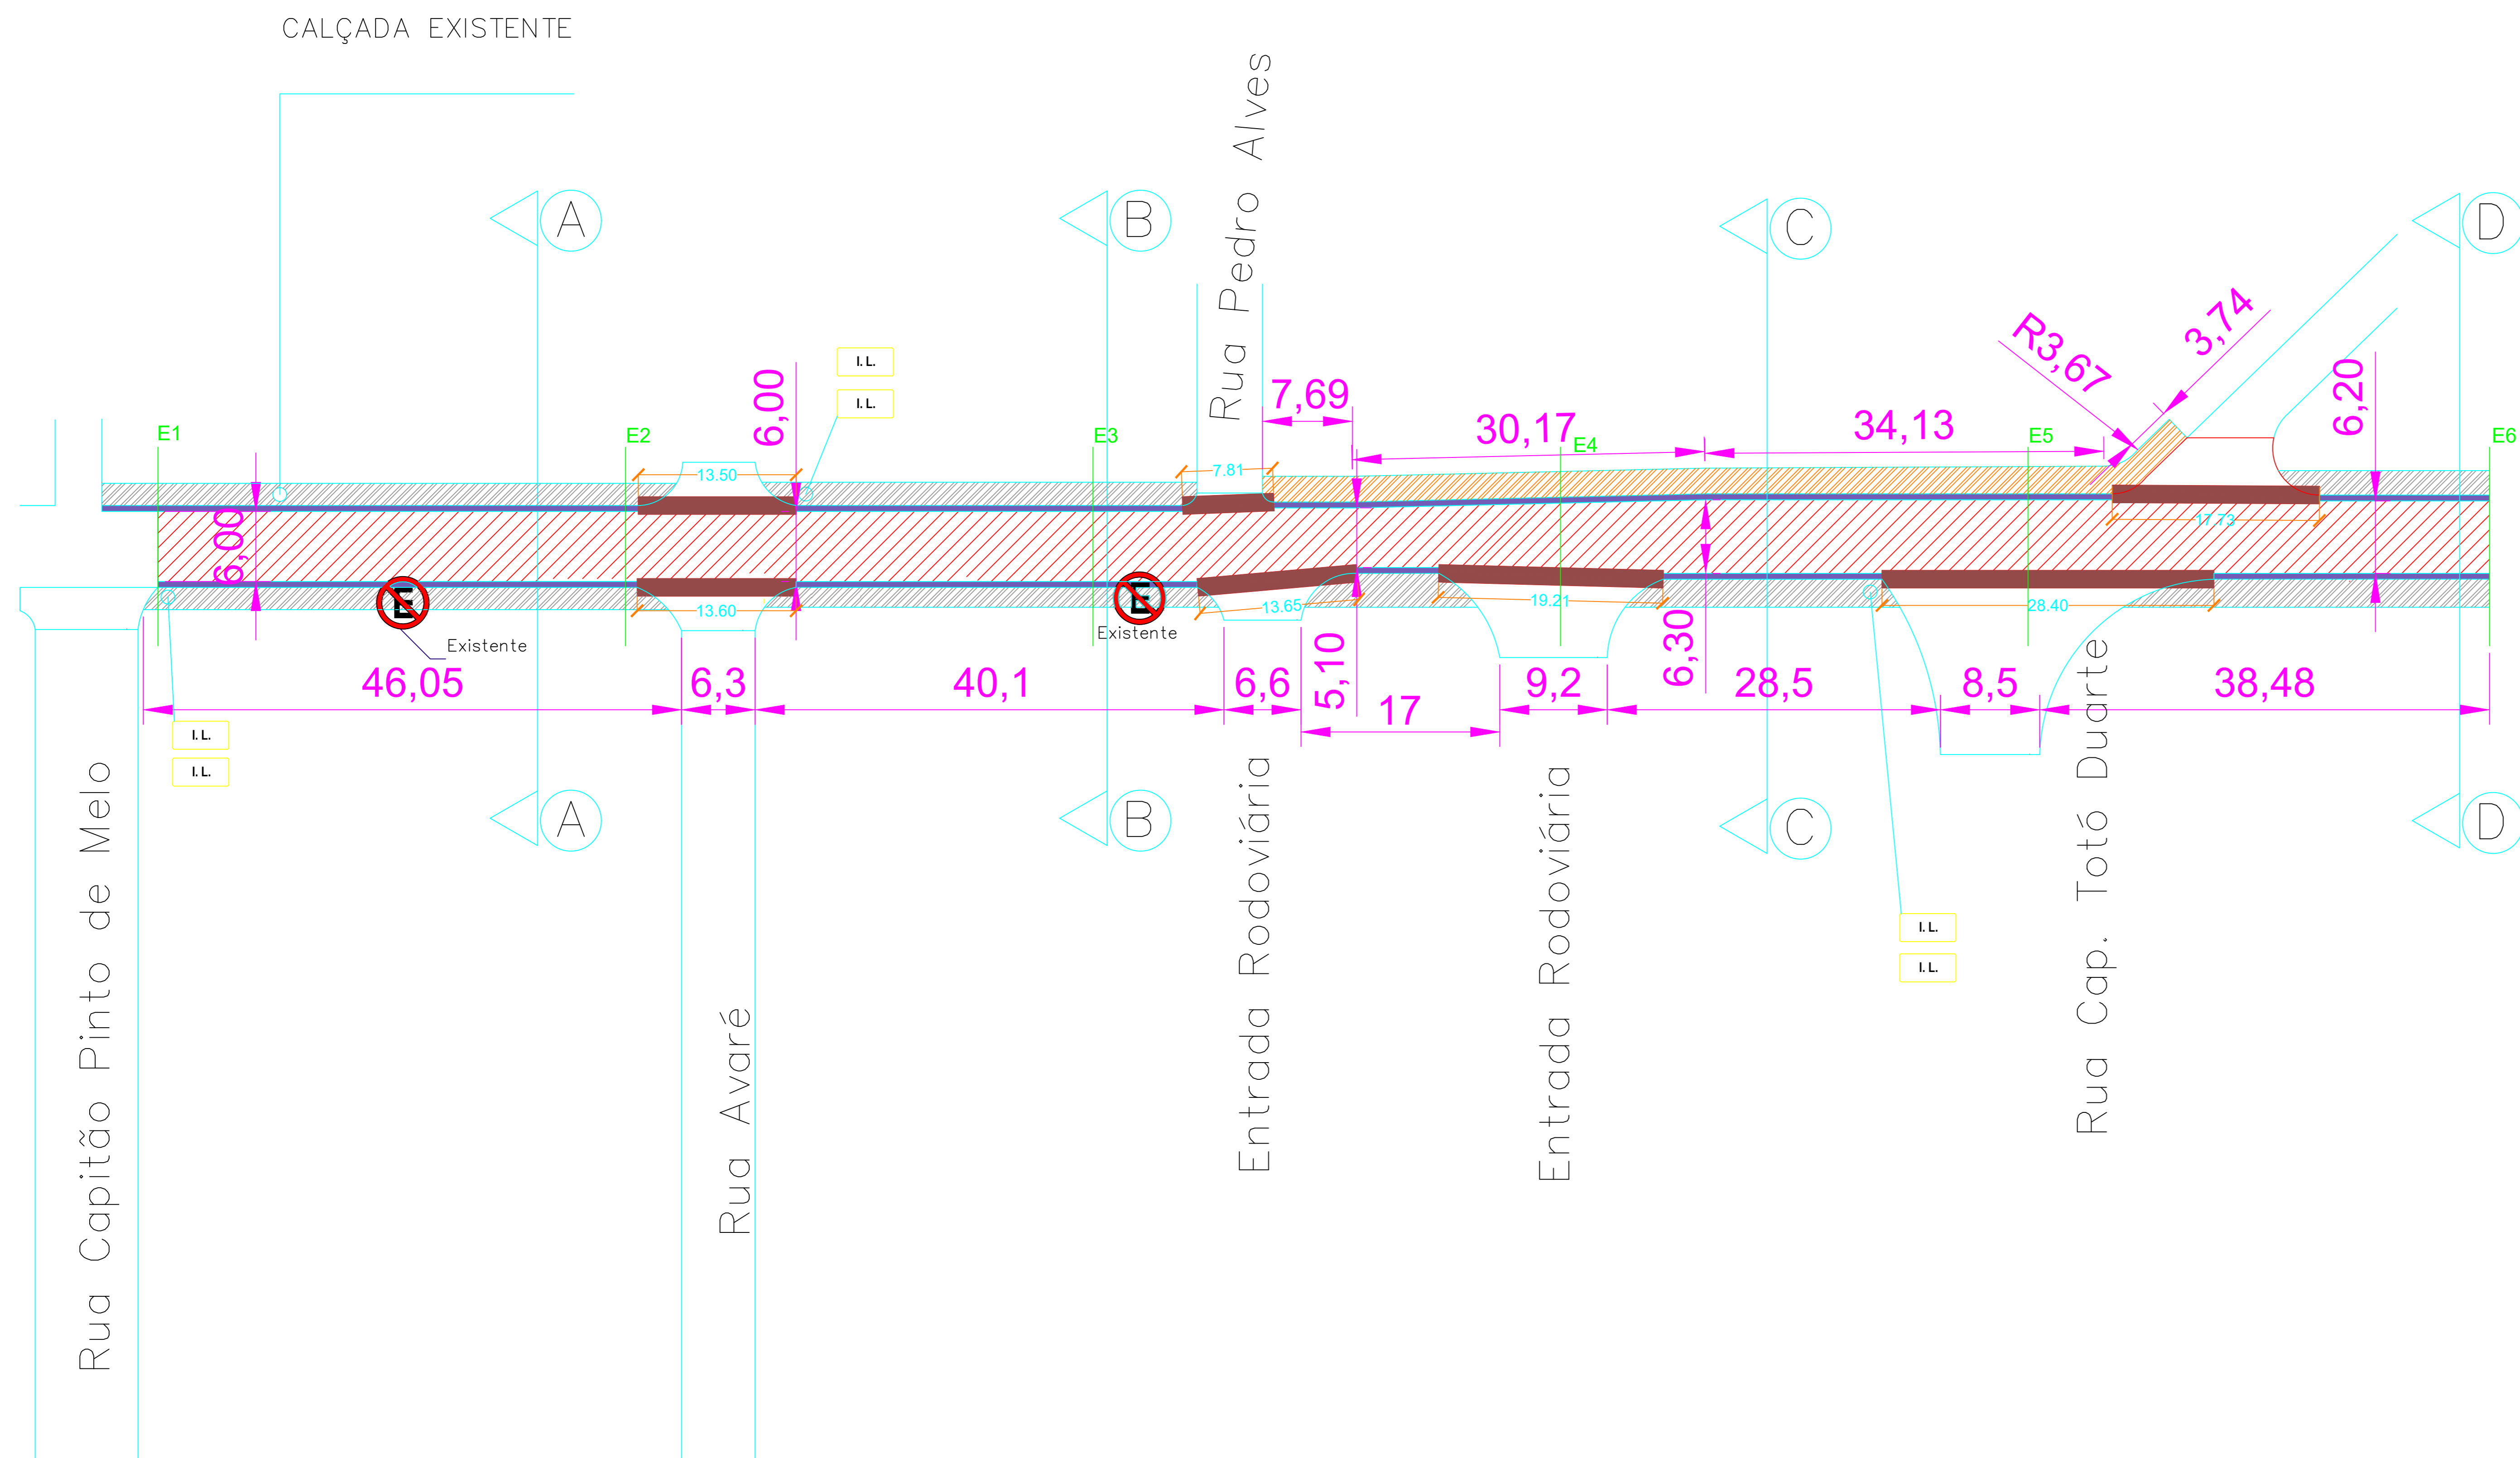 CALÇADA EXISTENTE
Rua Pedro Alves
A
B
C
D
I.L.
I.L.
6,00
7,69
30,17
34,13
R3,67
3,74
6,20
E1
E2
E3
E4
E5
E6
13.50
7.81
17.73
6,00
E
E
Existente
Existente
13.60
13.65
19.21
28.40
46,05
6,3
40,1
6,6
5,10
17
9,2
6,30
28,5
8,5
38,48
I.L.
I.L.
A
B
C
D
I.L.
I.L.
Rua Capitão Pinto de Melo
Rua Avaré
Entrada Rodoviária
Entrada Rodoviária
Rua Cap. Totó Duarte